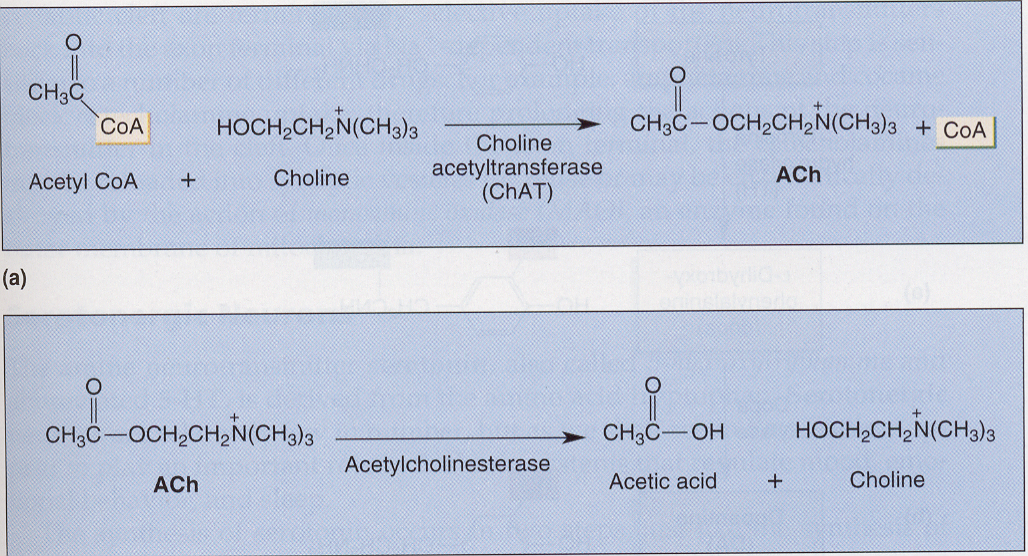 O
CH3C
CoA
HOCH2CH2N(CH3)3
+
Acetyl CoA + Choline
Choline
acetyltransferase
(ChAT)
O
CH3C—OCH2CH2N(CH3)3 + CoA
+
ACh
(a)
O
CH3C—OCH2CH2N(CH3)3
+
ACh
Acetylcholinesterase
O
CH3C—OH
HOCH2CH2N(CH3)3
+
Acetic acid + Choline